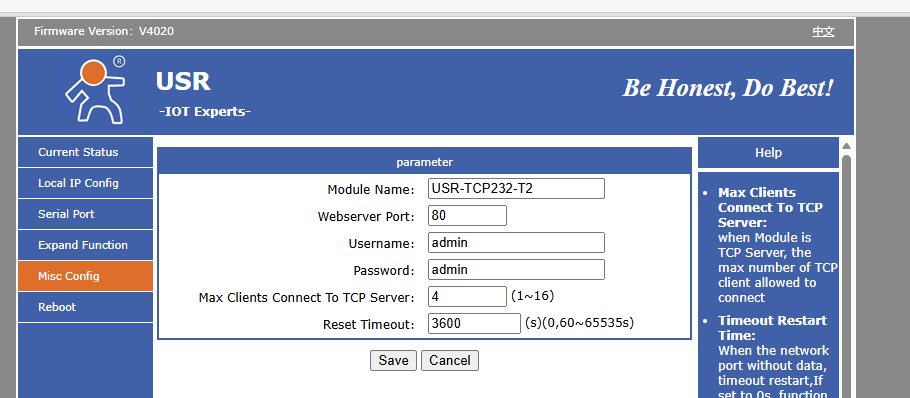 Firmware Version: V4020
中文
®
USR
-IOT Experts-
Be Honest, Do Best!
Current Status
Local IP Config
Serial Port
Expand Function
Misc Config
Reboot
parameter
Module Name: USR-TCP232-T2
Webserver Port: 80
Username: admin
Password: admin
Max Clients Connect To TCP Server: 4 (1~16)
Reset Timeout: 3600 (s)(0,60~65535s)
Save Cancel
Help
• Max Clients
Connect To TCP
Server:
when Module is
TCP Server, the
max number of TCP
client allowed to
connect
• Timeout Restart
Time:
When the network
port without data,
timeout restart,If
set to 0s, function